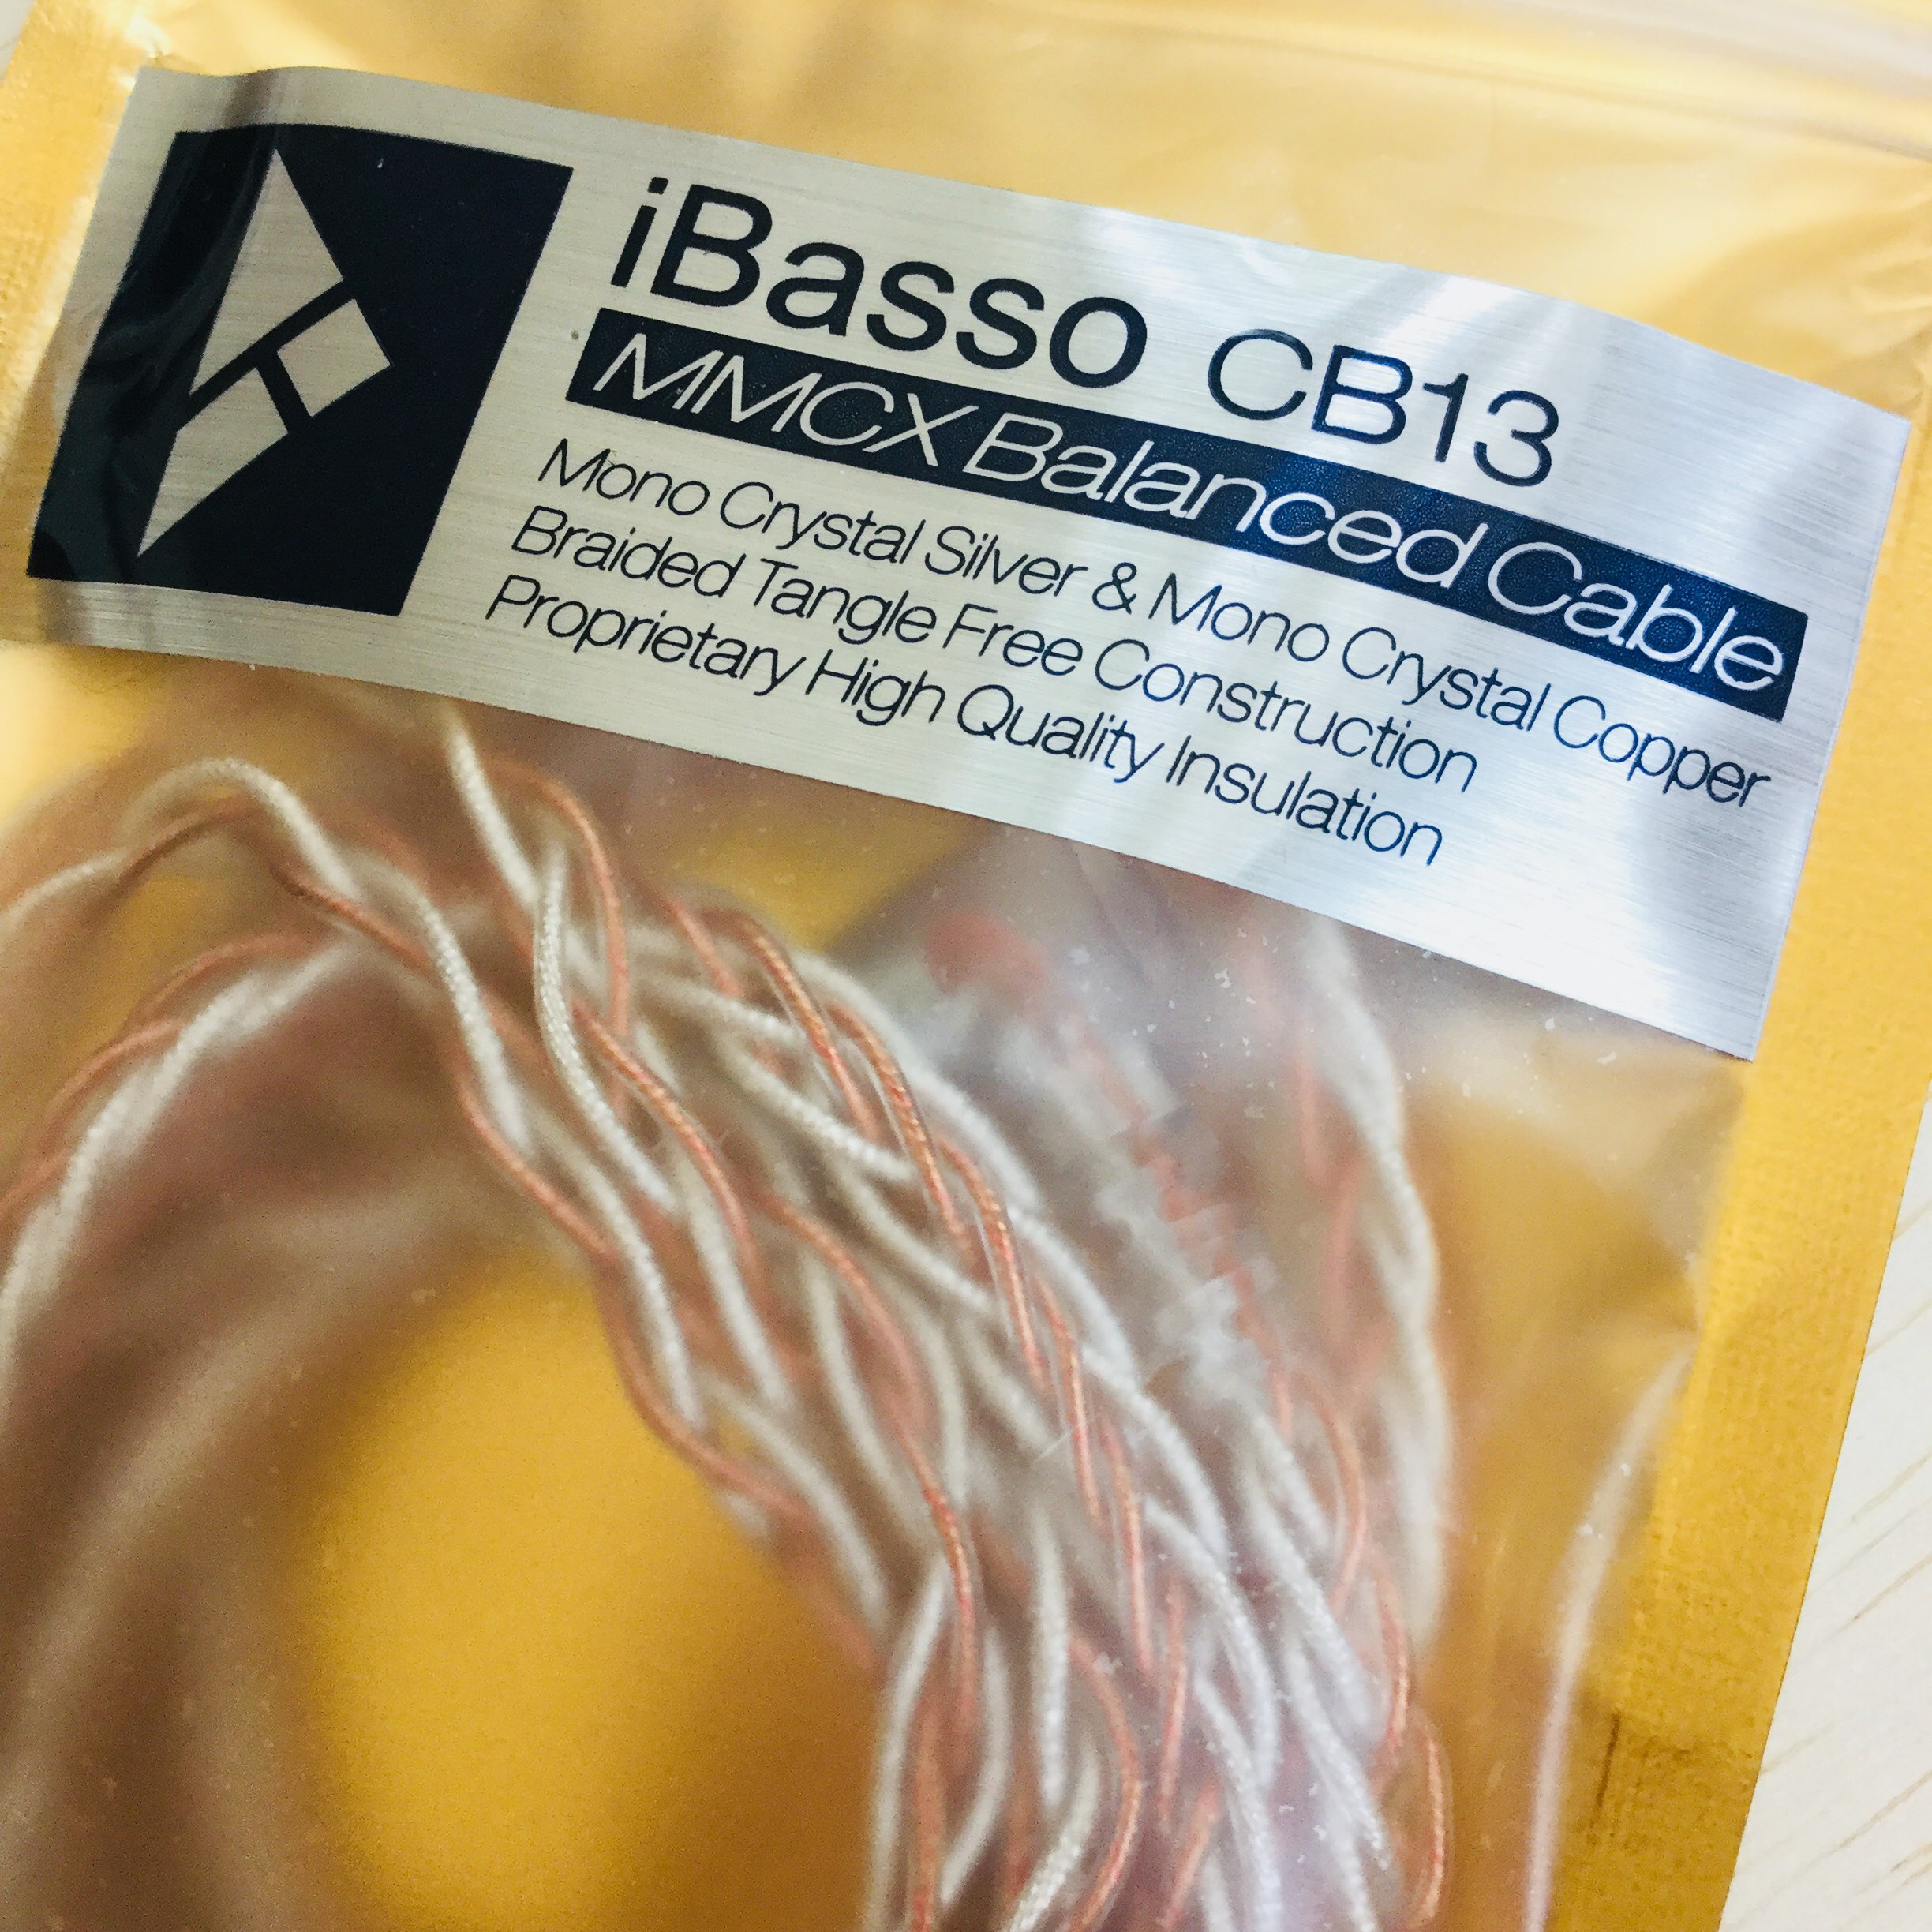 iBasso CB13
MMCX Balanced Cable
Mono Crystal Silver & Mono Crystal Copper
Braided Tangle Free Construction
Proprietary High Quality Insulation